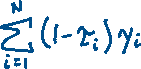 \sum_{i=1}^{N} (1-\tau_i) y_i